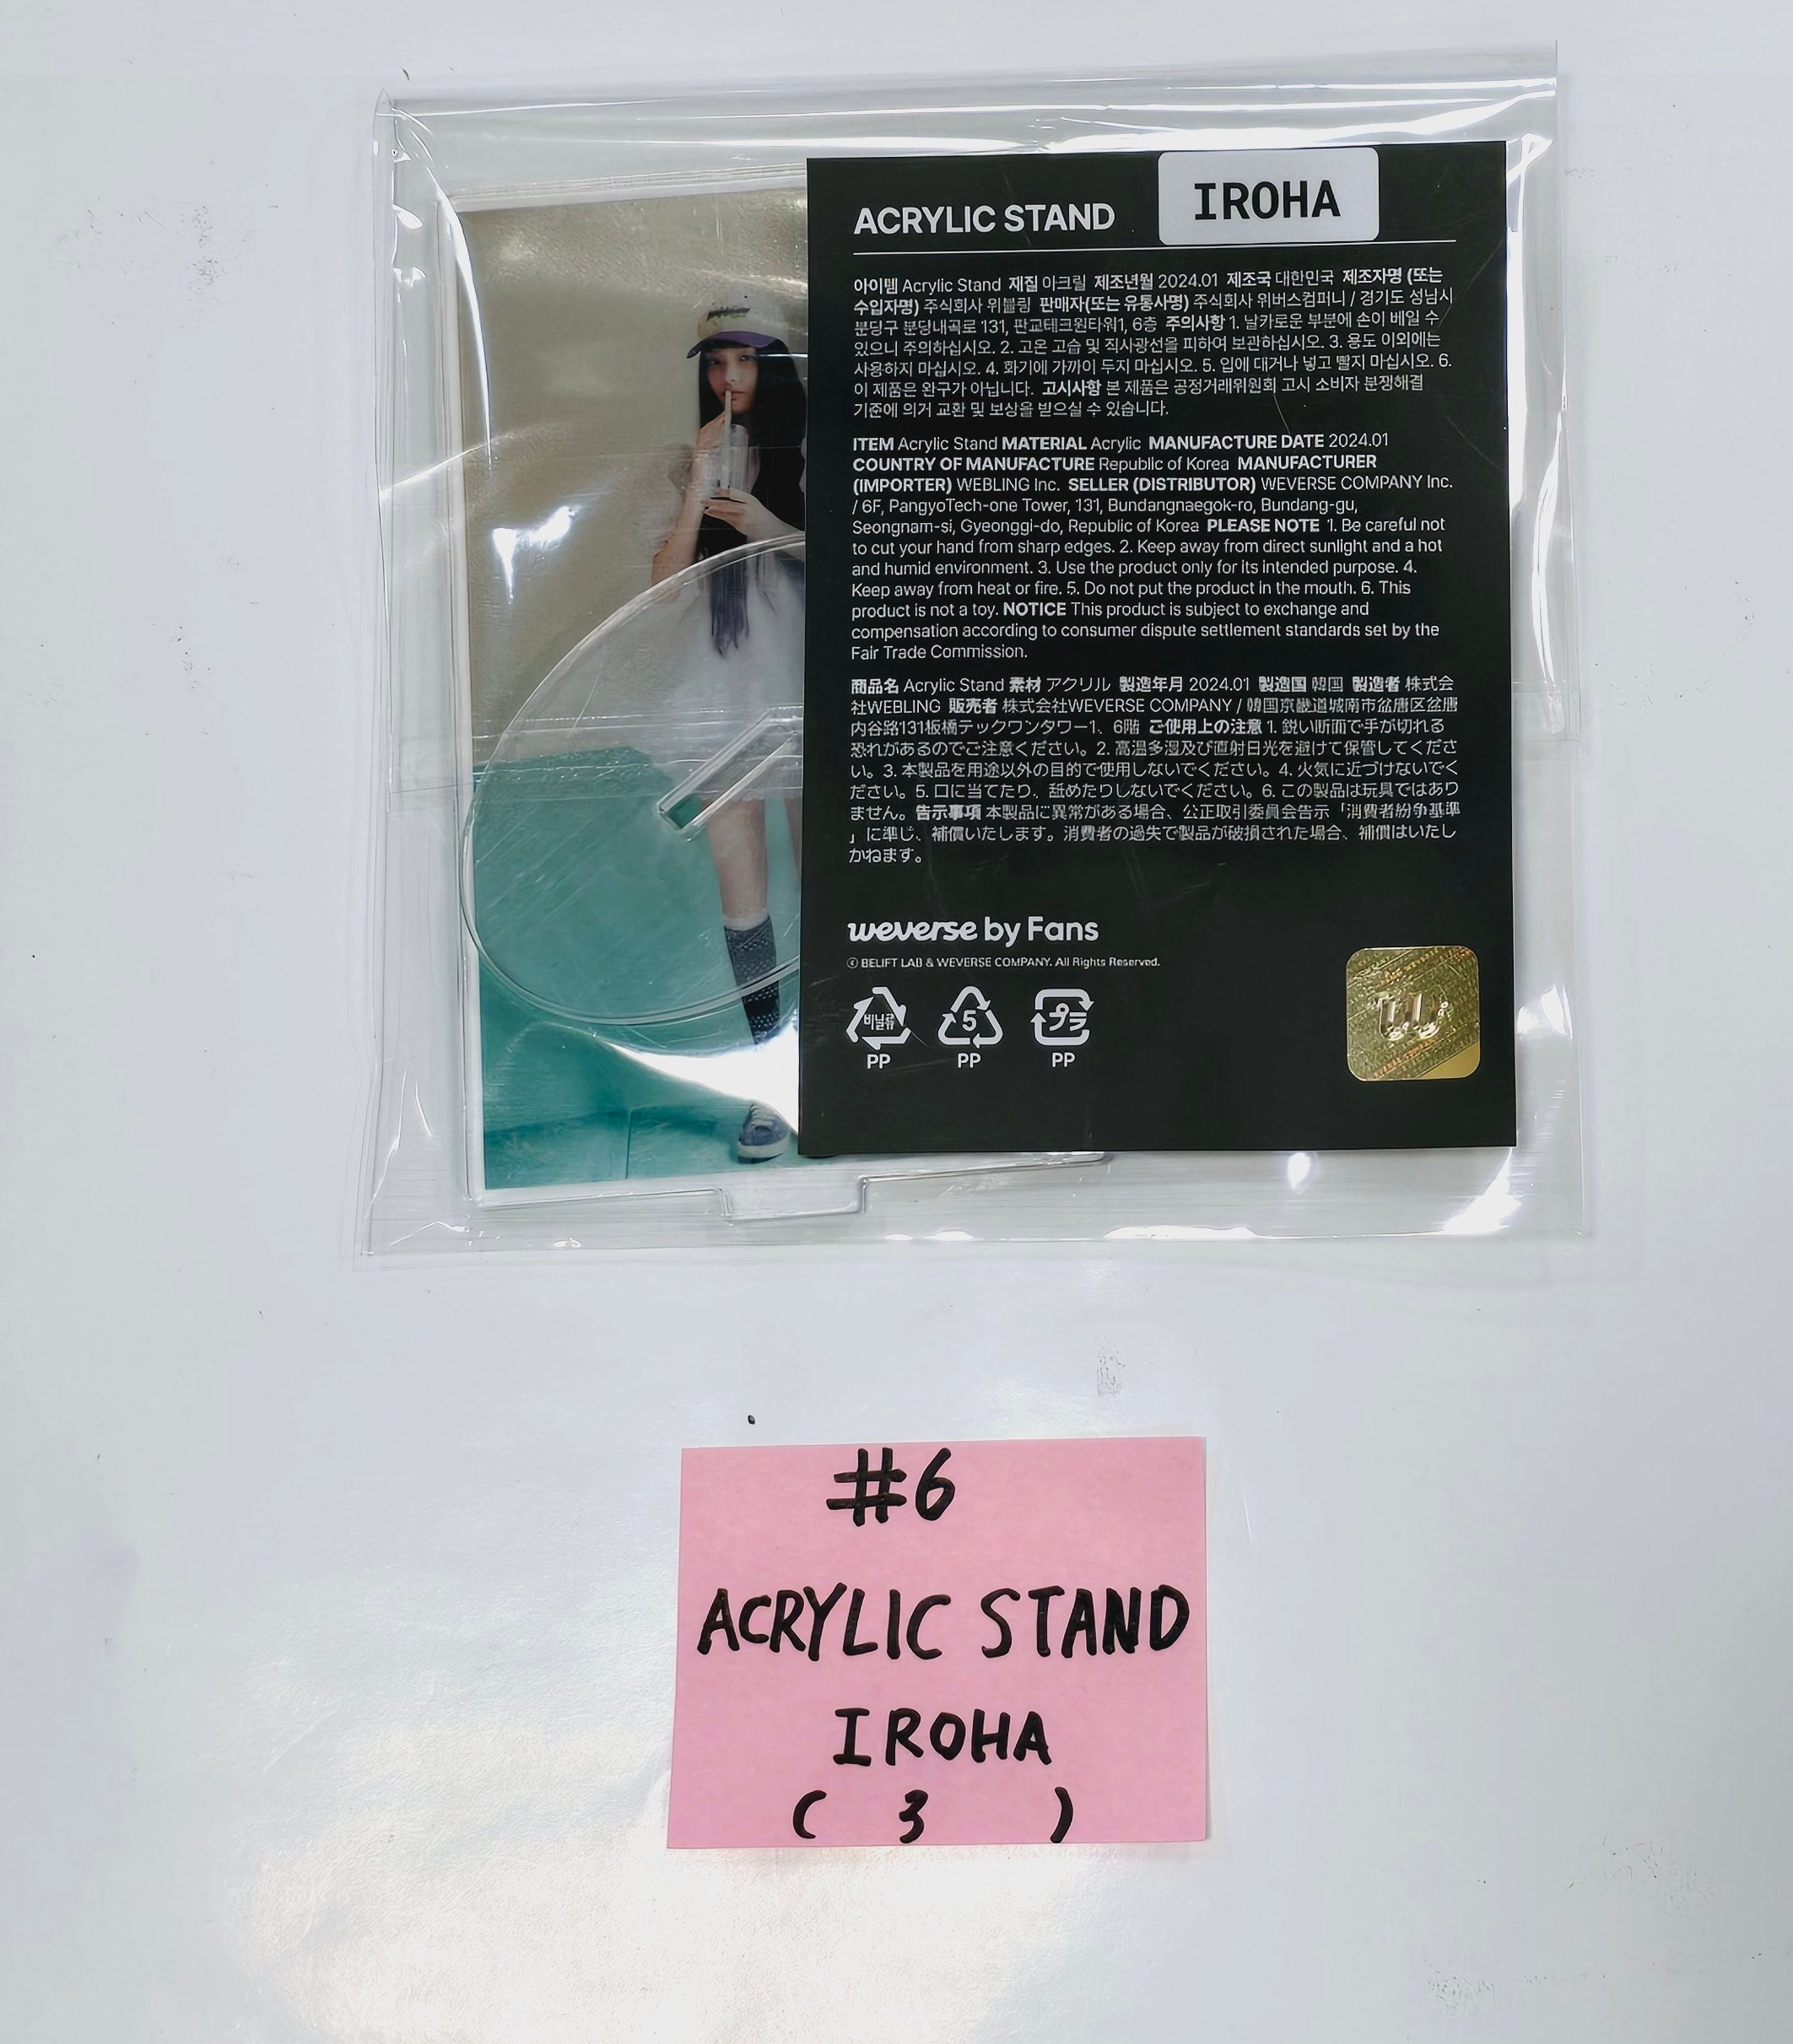 ACRYLIC STAND
IROHA
아이템 Acrylic Stand 재질 아크릴 제조년월 2024.01 제조국 대한민국 제조자명 (또는
수입자명) 주식회사 위블링 판매자(또는 유통사명) 주식회사 위버스컴퍼니 / 경기도 성남시
분당구 분당내곡로 131, 판교테크원타워1, 6층 주의사항 1. 날카로운 부분에 손이 베일 수
있으니 주의하십시오. 2. 고온 고습 및 직사광선을 피하여 보관하십시오. 3. 용도 이외에는
사용하지 마십시오. 4. 화기에 가까이 두지 마십시오. 5. 입에 대거나 넣고 빨지 마십시오. 6.
이 제품은 완구가 아닙니다. 고시사항 본 제품은 공정거래위원회 고시 소비자 분쟁해결
기준에 의거 교환 및 보상을 받으실 수 있습니다.
ITEM Acrylic Stand MATERIAL Acrylic MANUFACTURE DATE 2024.01
COUNTRY OF MANUFACTURE Republic of Korea MANUFACTURER
(IMPORTER) WEBLING Inc. SELLER (DISTRIBUTOR) WEVERSE COMPANY Inc.
/ 6F, PangyoTech-one Tower, 131, Bundangnaegok-ro, Bundang-gu,
Seongnam-si, Gyeonggi-do, Republic of Korea PLEASE NOTE 1. Be careful not
to cut your hand from sharp edges. 2. Keep away from direct sunlight and a hot
and humid environment. 3. Use the product only for its intended purpose. 4.
Keep away from heat or fire. 5. Do not put the product in the mouth. 6. This
product is not a toy. NOTICE This product is subject to exchange and
compensation according to consumer dispute settlement standards set by the
Fair Trade Commission.
商品名 Acrylic Stand 素材 アクリル 製造年月 2024.01 製造国 韓国 製造者 株式会
社WEBLING 販売者 株式会社WEVERSE COMPANY / 韓国京畿道城南市盆唐区盆唐
内谷路131板橋テックワンタワー1、6階 ご使用上の注意 1. 鋭い断面で手が切れる
恐れがあるのでご注意ください。2. 高温多湿及び直射日光を避けて保管してくださ
い。3. 本製品を用途以外の目的で使用しないでください。4. 火気に近づけないでく
ださい。5. 口に当てたり、舐めたりしないでください。6. この製品は玩具ではあり
ません。告示事項 本製品に異常がある場合、公正取引委員会告示「消費者紛争基準
」に準じ、補償いたします。消費者の過失で製品が破損された場合、補償はいたし
かねます。
weverse by Fans
© BELIFT LAB & WEVERSE COMPANY. All Rights Reserved.
비닐류 5 プラ
PP PP PP
#6
ACRYLIC STAND
IROHA
( 3 )